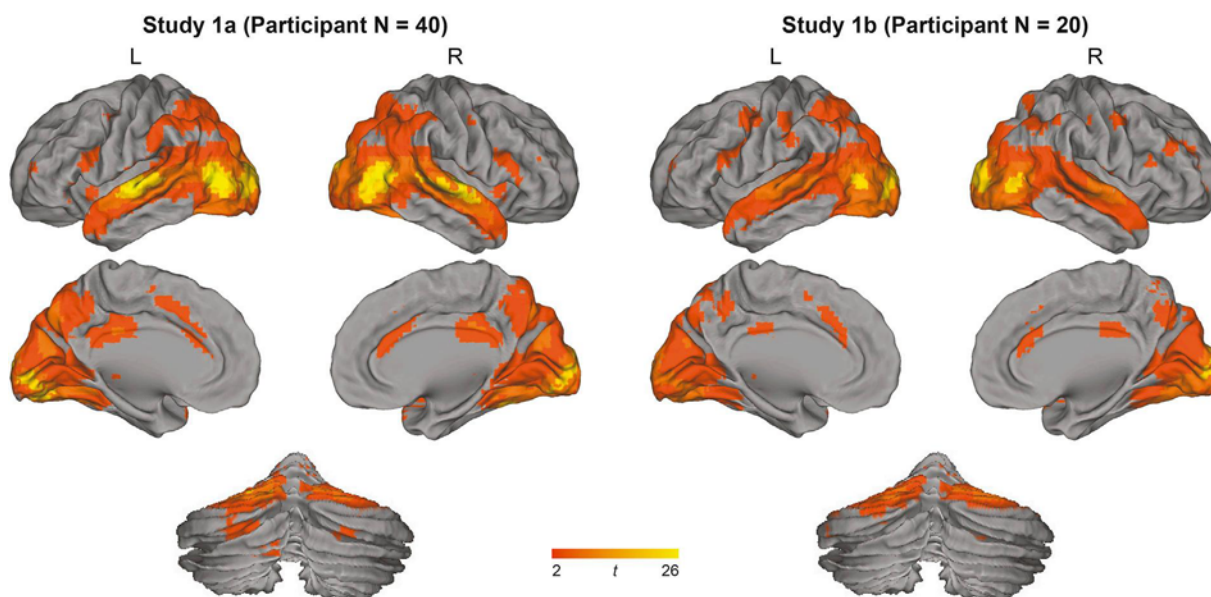 Study 1a (Participant N = 40)
Study 1b (Participant N = 20)
L
R
L
R
2 t 26